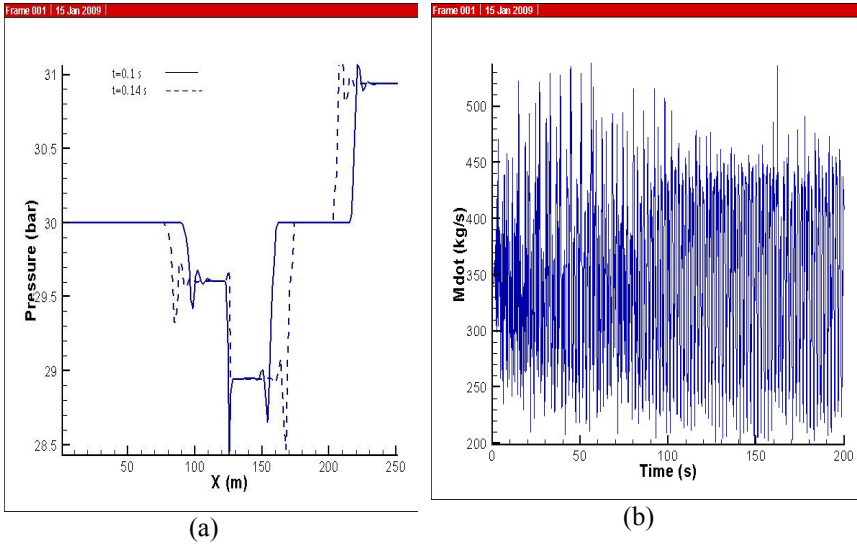 Frame 001 | 15 Jan 2009
t=0.1 s
t=0.14 s
31
30.5
30
29.5
29
28.5
Pressure (bar)
50
100
150
200
250
X (m)
(a)
Frame 001 | 15 Jan 2009
500
450
400
350
300
250
200
Mdot (kg/s)
0
50
100
150
200
Time (s)
(b)